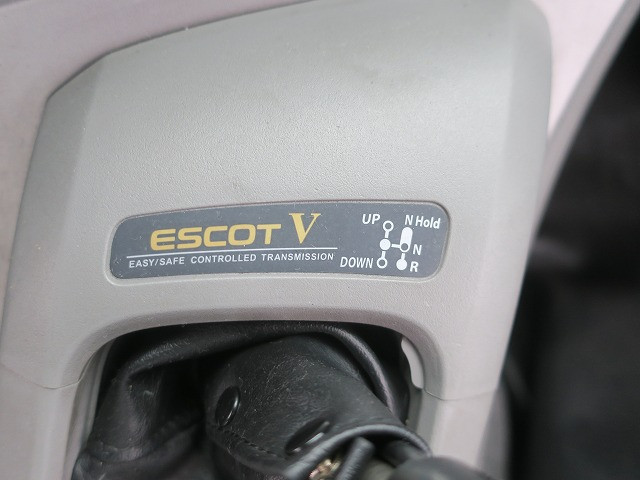 ESCOT V
EASY/SAFE CONTROLLED TRANSMISSION
UP N Hold
N
DOWN R